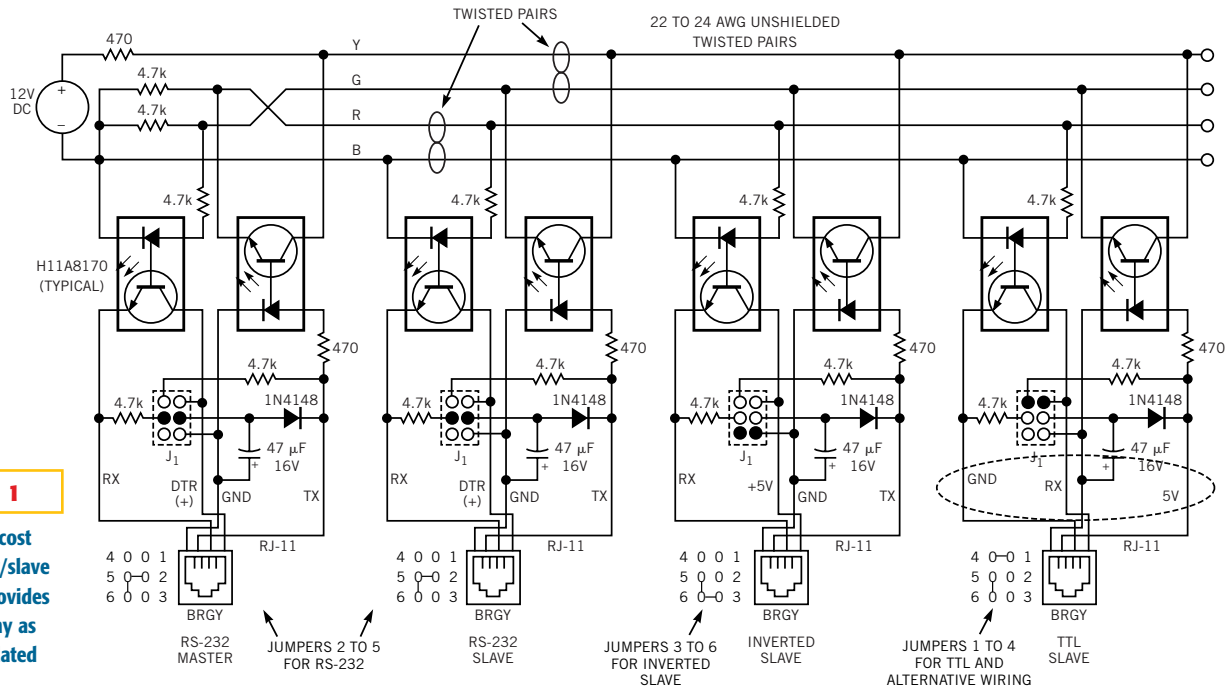 TWISTED PAIRS
22 TO 24 AWG UNSHIELDED
TWISTED PAIRS
470
Y
4.7k
G
12V
DC
+
−
4.7k
R
B
4.7k
4.7k
4.7k
4.7k
H11A8170
(TYPICAL)
470
470
470
470
4.7k
4.7k
4.7k
4.7k
4.7k
1N4148
4.7k
1N4148
4.7k
1N4148
4.7k
1N4148
J1
47 µF
16V
+
J1
47 µF
16V
+
J1
47 µF
16V
+
J1
47 µF
16V
+
RX
DTR
(+)
GND
TX
RX
DTR
(+)
GND
TX
RX
+5V
GND
TX
GND
RX
5V
1
RJ-11
RJ-11
RJ-11
RJ-11
cost
/slave
ovides
ny as
ated
4 0 0 1
5 0 0 2
6 0 0 3
4 0 0 1
5 0 0 2
6 0 0 3
4 0 0 1
5 0 0 2
6 0 0 3
4 0 0 1
5 0 0 2
6 0 0 3
BRGY
BRGY
BRGY
BRGY
RS-232
MASTER
JUMPERS 2 TO 5
FOR RS-232
RS-232
SLAVE
JUMPERS 3 TO 6
FOR INVERTED
SLAVE
INVERTED
SLAVE
JUMPERS 1 TO 4
FOR TTL AND
ALTERNATIVE WIRING
TTL
SLAVE